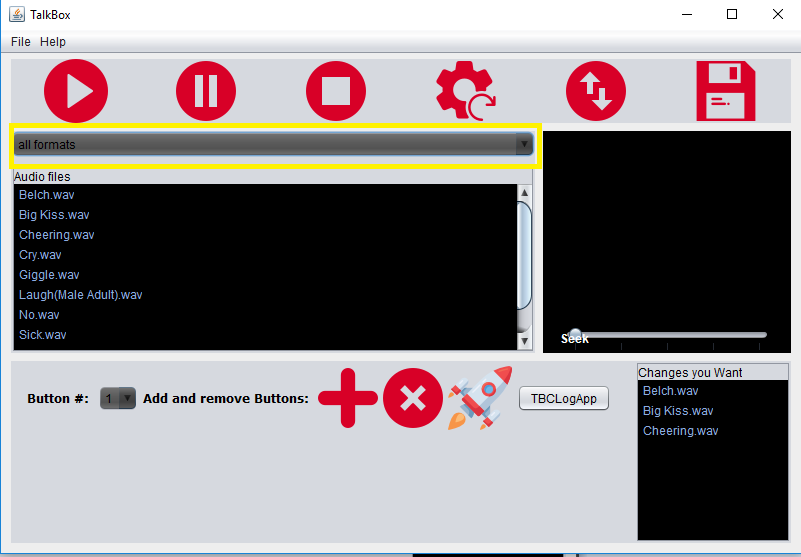 TalkBox
File Help
all formats
Audio files
Belch.wav
Big Kiss.wav
Cheering.wav
Cry.wav
Giggle.wav
Laugh(Male Adult).wav
No.wav
Sick.wav
Seek
Button #: 1 Add and remove Buttons: TBCLogApp
Changes you Want
Belch.wav
Big Kiss.wav
Cheering.wav